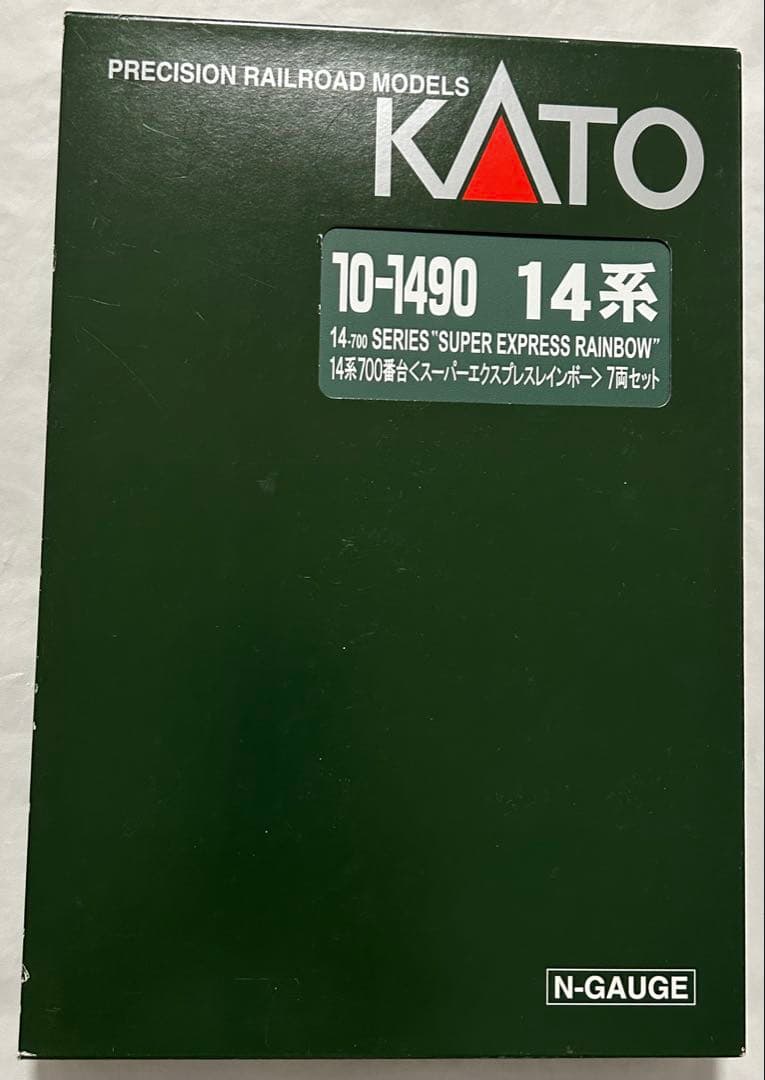 PRECISION RAILROAD MODELS
KATO
10-1490 14系
14-700 SERIES "SUPER EXPRESS RAINBOW"
14系700番台<スーパーエクスプレスレインボー> 7両セット
N-GAUGE